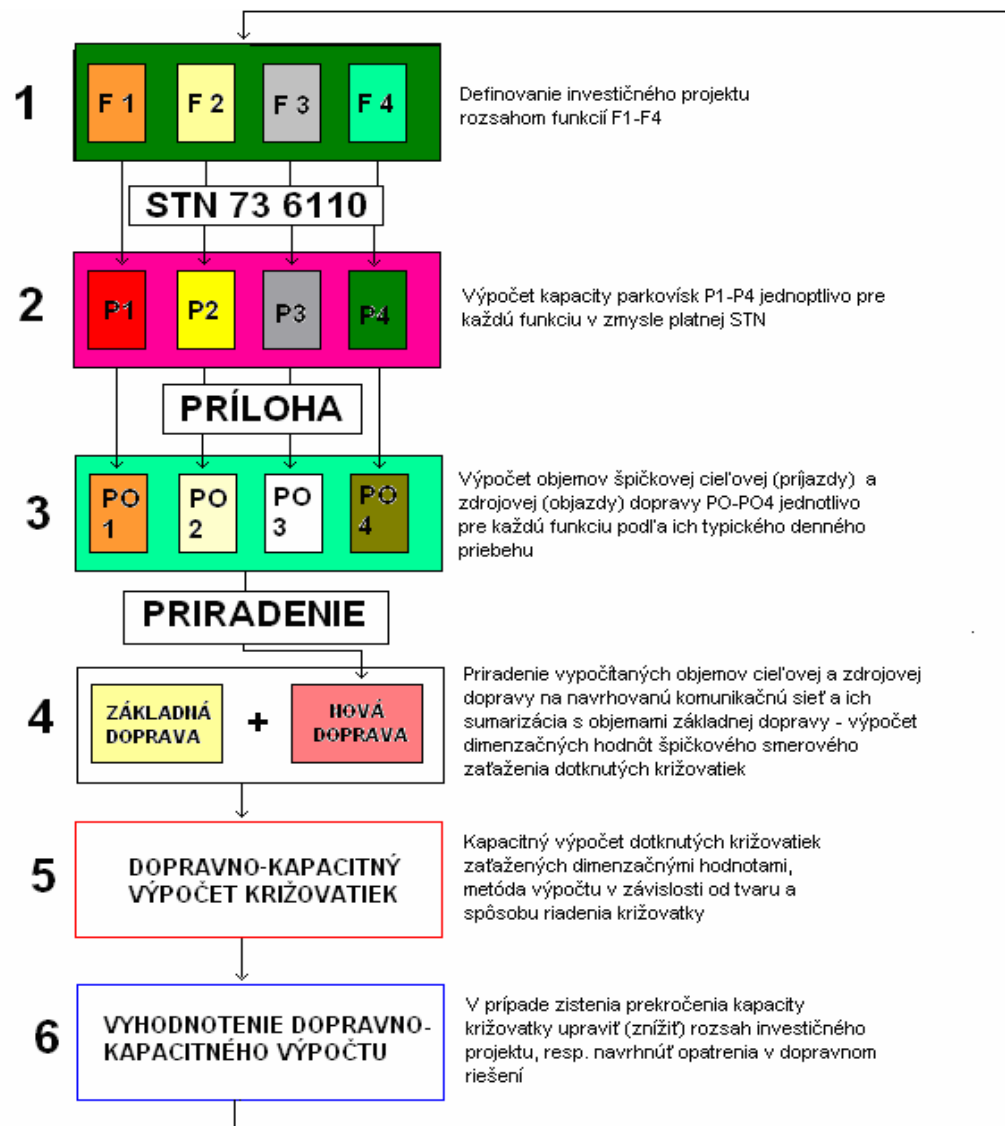 1
F 1
F 2
F 3
F 4
Definovanie investičného projektu
rozsahom funkcií F1-F4
STN 73 6110
2
P1
P2
P3
P4
Výpočet kapacity parkovísk P1-P4 jednoptlivo pre
každú funkciu v zmysle platnej STN
PRÍLOHA
3
PO
1
PO
2
PO
3
PO
4
Výpočet objemov špičkovej cieľovej (príjazdy) a
zdrojovej (objazdy) dopravy PO-PO4 jednotlivo
pre každú funkciu podľa ich typického denného
priebehu
PRIRADENIE
4
ZÁKLADNÁ
DOPRAVA
+
NOVÁ
DOPRAVA
Priradenie vypočítaných objemov cieľovej a zdrojovej
dopravy na navrhovanú komunikačnú sieť a ich
sumarizácia s objemami základnej dopravy - výpočet
dimenzačných hodnôt špičkového smerového
zaťaženia dotknutých križovatiek
5
DOPRAVNO-KAPACITNÝ
VÝPOČET KRIŽOVATIEK
Kapacitný výpočet dotknutých križovatiek
zaťažených dimenzačnými hodnotami,
metóda výpočtu v závislosti od tvaru a
spôsobu riadenia križovatky
6
VYHODNOTENIE DOPRAVNO-
KAPACITNÉHO VÝPOČTU
V prípade zistenia prekročenia kapacity
križovatky upraviť (znížiť) rozsah investičného
projektu, resp. navrhnúť opatrenia v dopravnom
riešení